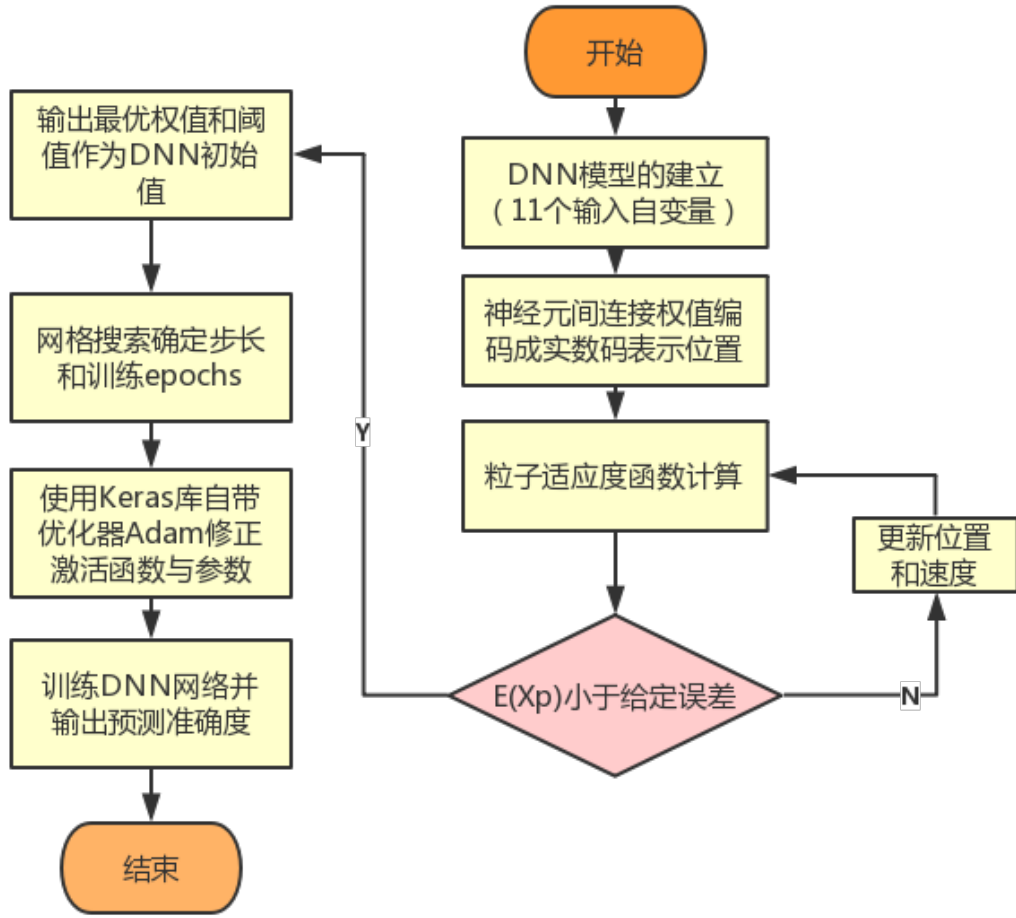 开始
DNN模型的建立
（11个输入自变量）
神经元间连接权值编
码成实数码表示位置
粒子适应度函数计算
更新位置
和速度
E(Xp)小于给定误差
N
Y
输出最优权值和阈
值作为DNN初始
值
网格搜索确定步长
和训练epochs
使用Keras库自带
优化器Adam修正
激活函数与参数
训练DNN网络并
输出预测准确度
结束